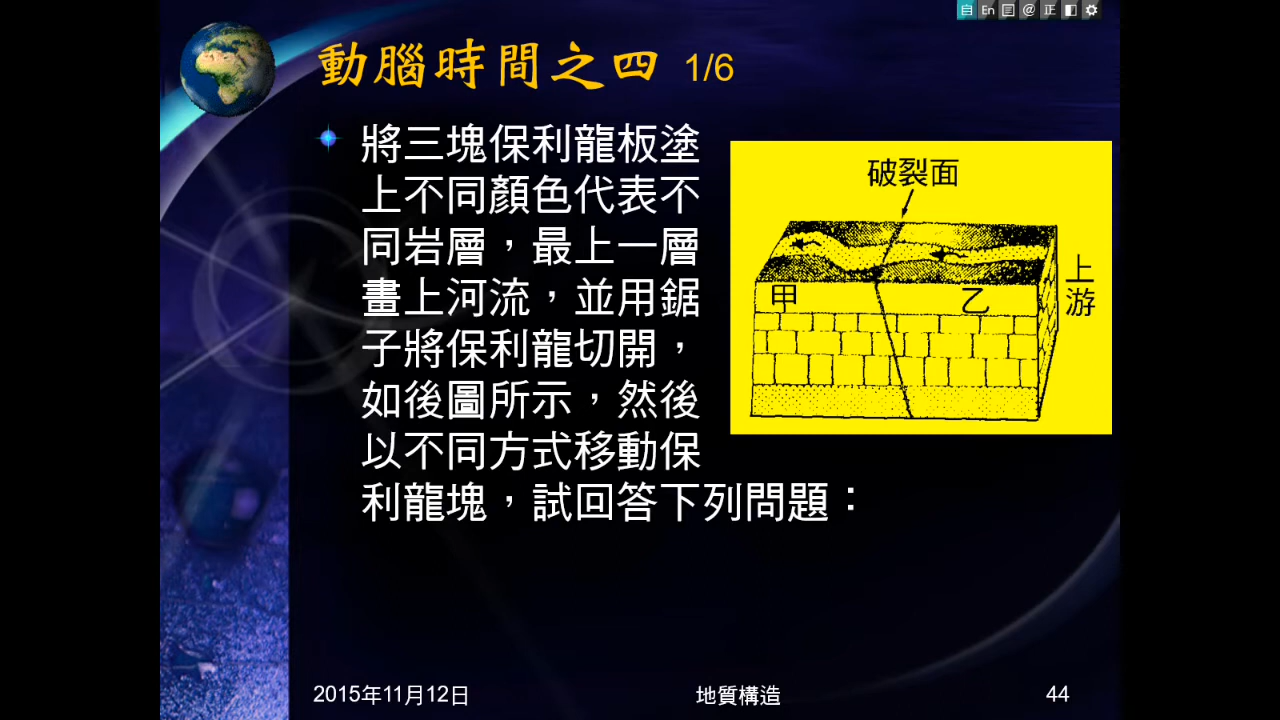 自 En @ 正
動腦時間之四 1/6
將三塊保利龍板塗
上不同顏色代表不
同岩層，最上一層
畫上河流，並用鋸
子將保利龍切開，
如後圖所示，然後
以不同方式移動保
利龍塊，試回答下列問題：
破裂面
甲
乙
上
游
2015年11月12日
地質構造
44